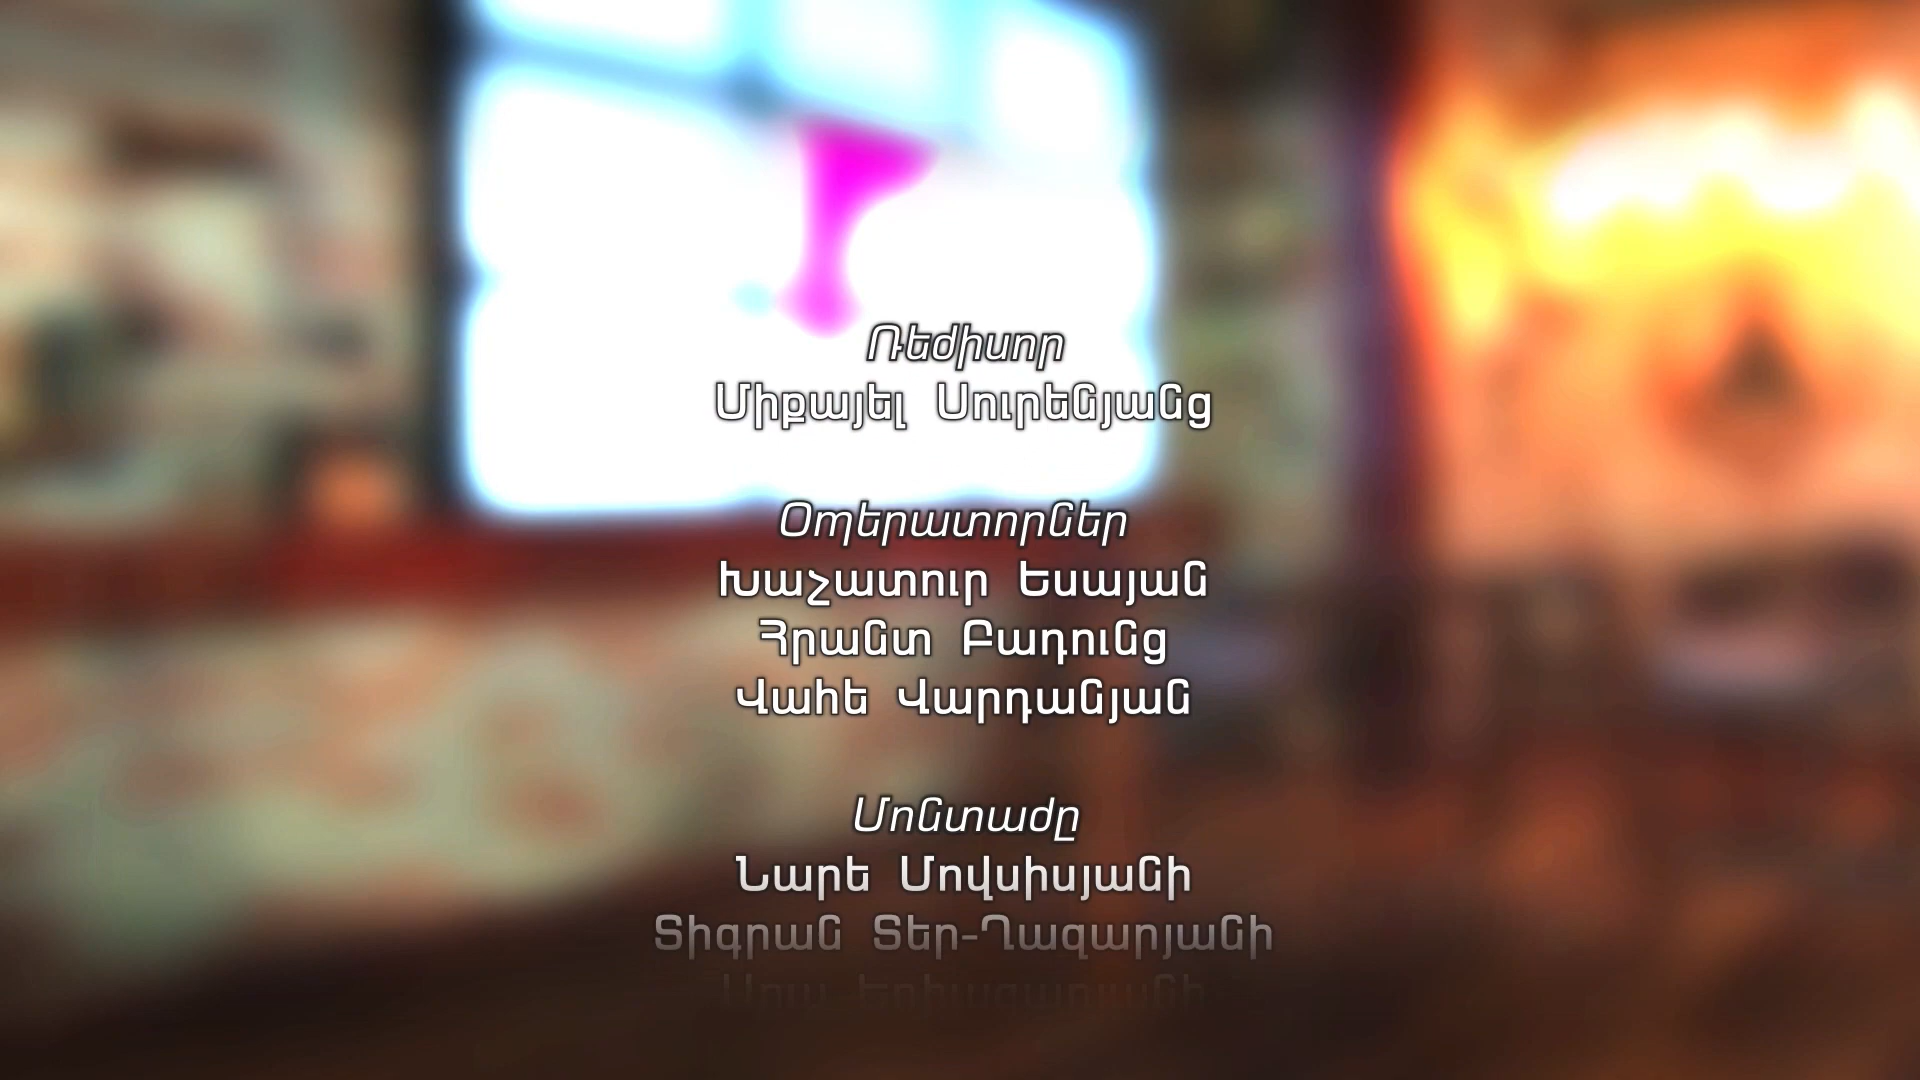 Ռեժիսոր
Միքայել Սուրենյանց
Օպերատորներ
Խաչատուր Եսայան
Հրանտ Բադունց
Վահե Վարդանյան
Մոնտաժը
Նարե Մովսիսյանի
Տիգրան Տեր-Ղազարյանի